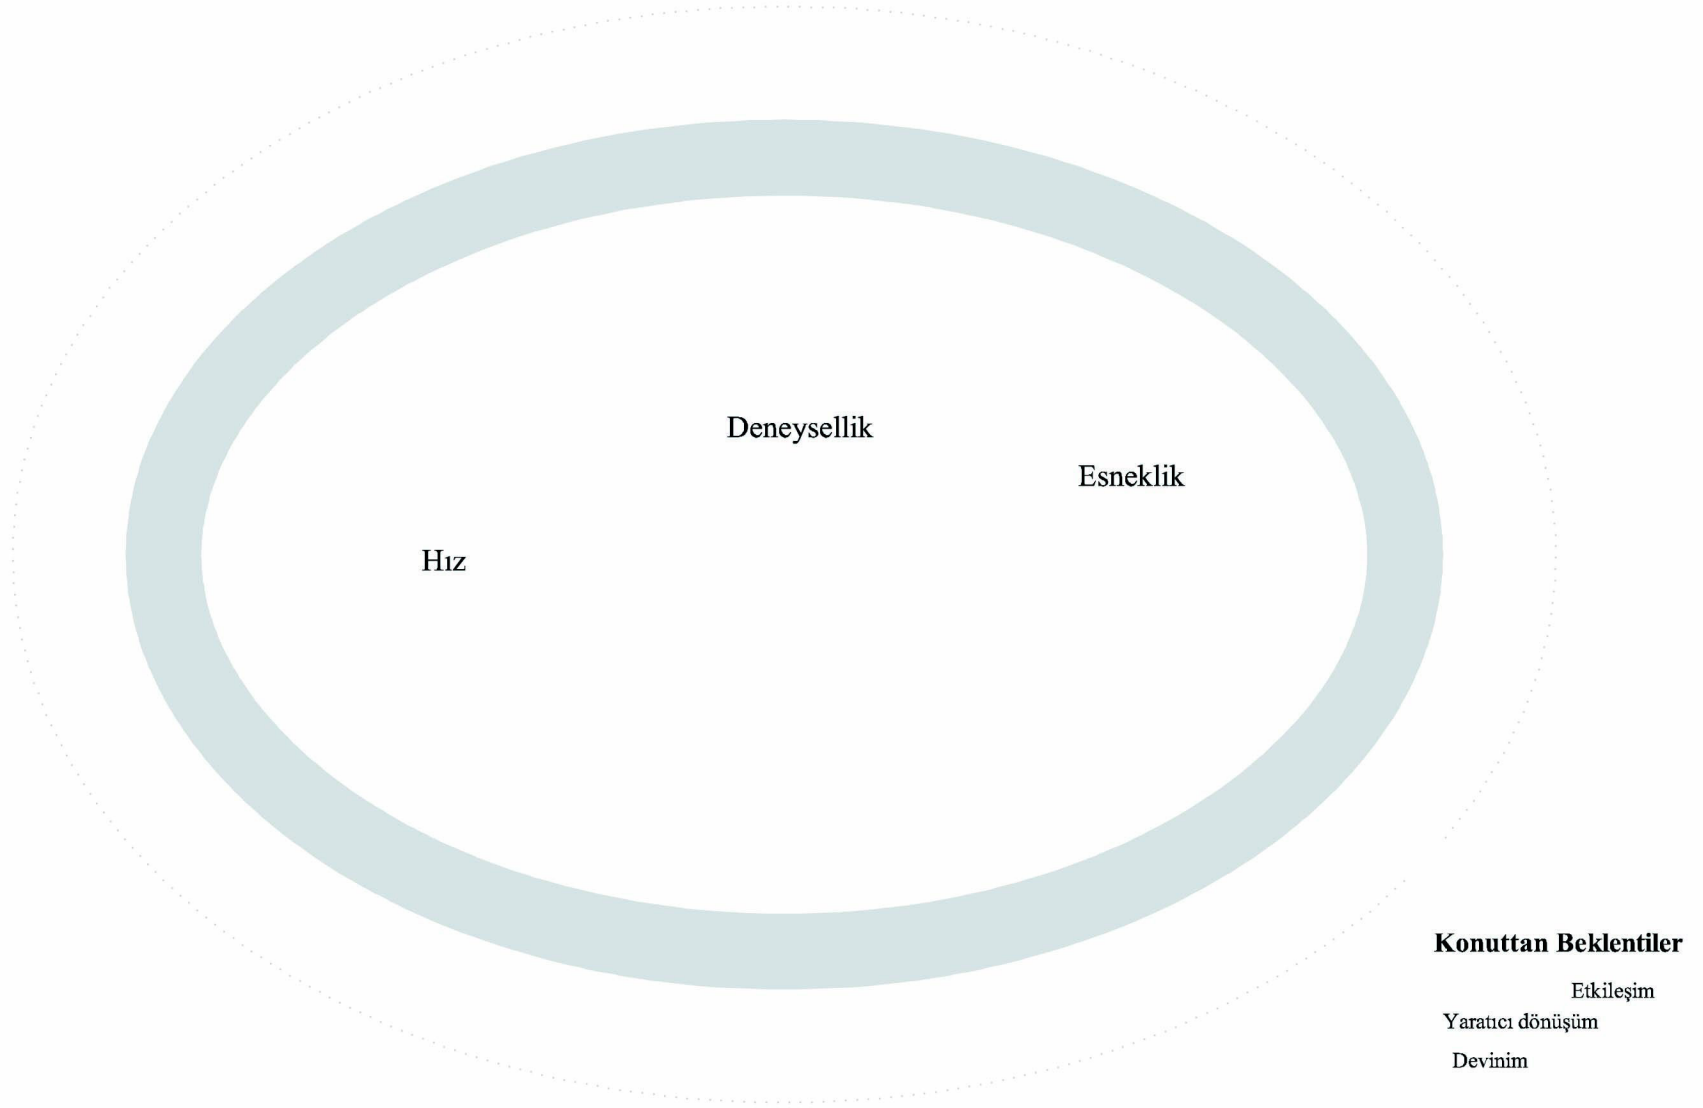 Deneysellik
Esneklik
Hız
Konuttan Beklentiler
Etkileşim
Yaratıcı dönüşüm
Devinim